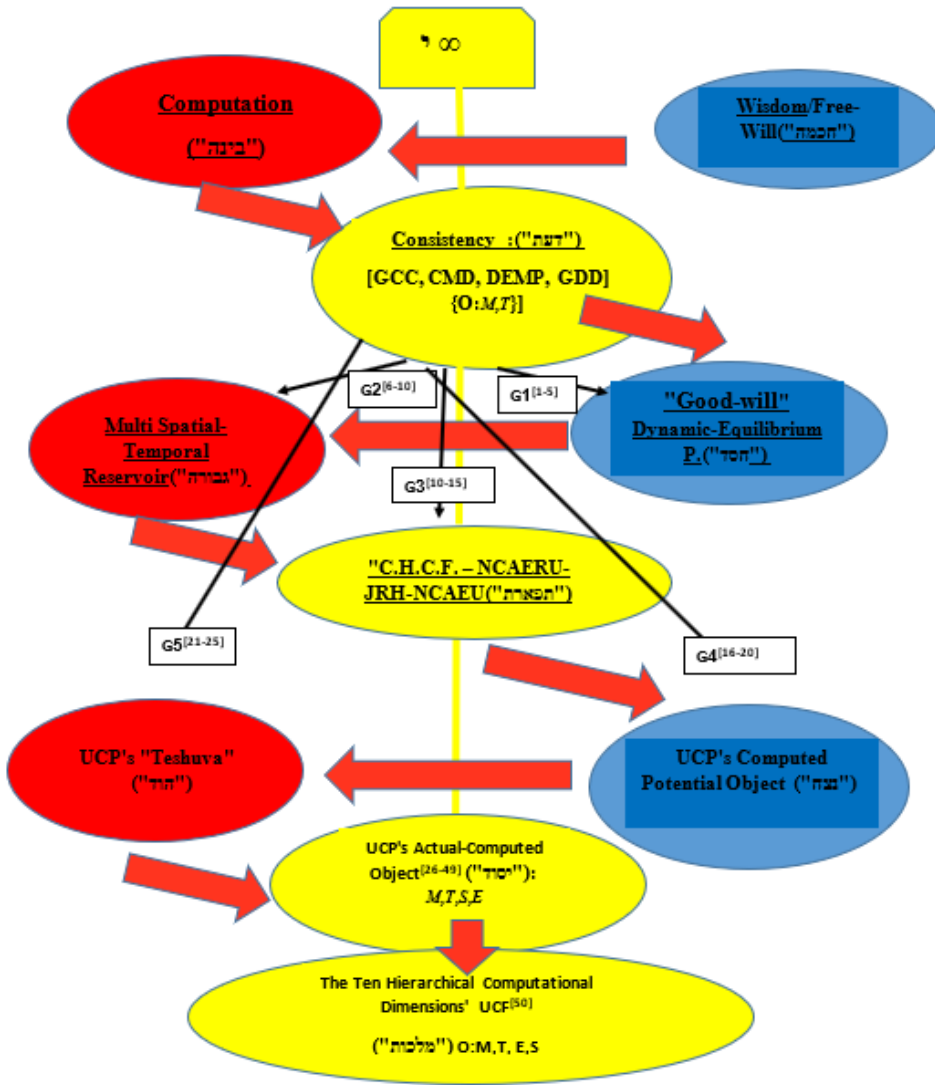 י ∞
Computation
("בינה")
Wisdom/Free-
Will("חכמה")
Consistency :("דעת")
[GCC, CMD, DEMP, GDD]
{O:M,T}]
G2[6-10]
G1[1-5]
Multi Spatial-
Temporal
Reservoir("גבורה").
"Good-will"
Dynamic-Equilibrium
P.("חסד")
G3[10-15]
"C.H.C.F. – NCAERU-
JRH-NCAEU("תפארת")
G5[21-25]
G4[16-20]
UCP's "Teshuva"
("הוד")
UCP's Computed
Potential Object ("נצח")
UCP's Actual-Computed
Object[26-49] ("יסוד"):
M,T,S,E
The Ten Hierarchical Computational
Dimensions' UCF[50]
("מלכות") O:M,T, E,S